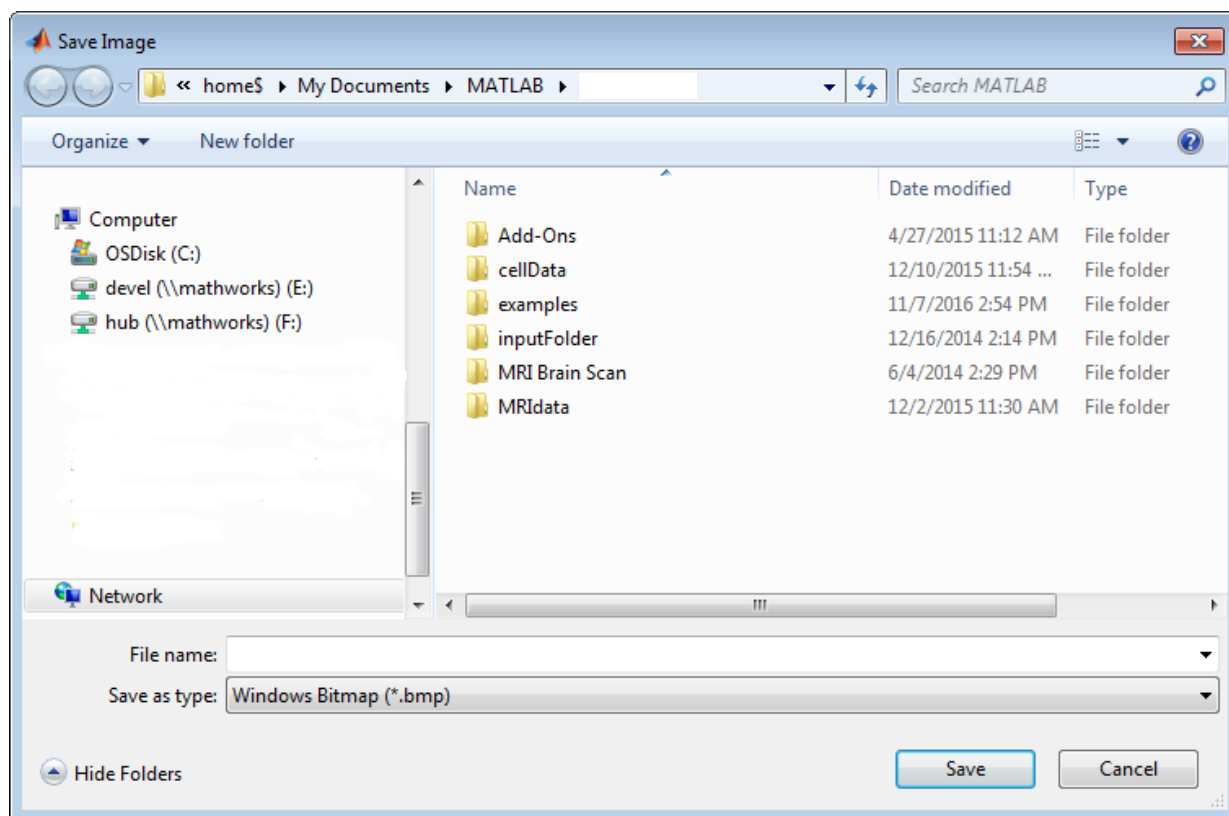 Save Image
« home$ ▸ My Documents ▸ MATLAB ▸ Search MATLAB
Organize New folder
Name Date modified Type
Computer
OSDisk (C:)
devel (\\mathworks) (E:)
hub (\\mathworks) (F:)
Network
Add-Ons 4/27/2015 11:12 AM File folder
cellData 12/10/2015 11:54 ... File folder
examples 11/7/2016 2:54 PM File folder
inputFolder 12/16/2014 2:14 PM File folder
MRI Brain Scan 6/4/2014 2:29 PM File folder
MRIdata 12/2/2015 11:30 AM File folder
File name:
Save as type: Windows Bitmap (*.bmp)
Hide Folders Save Cancel